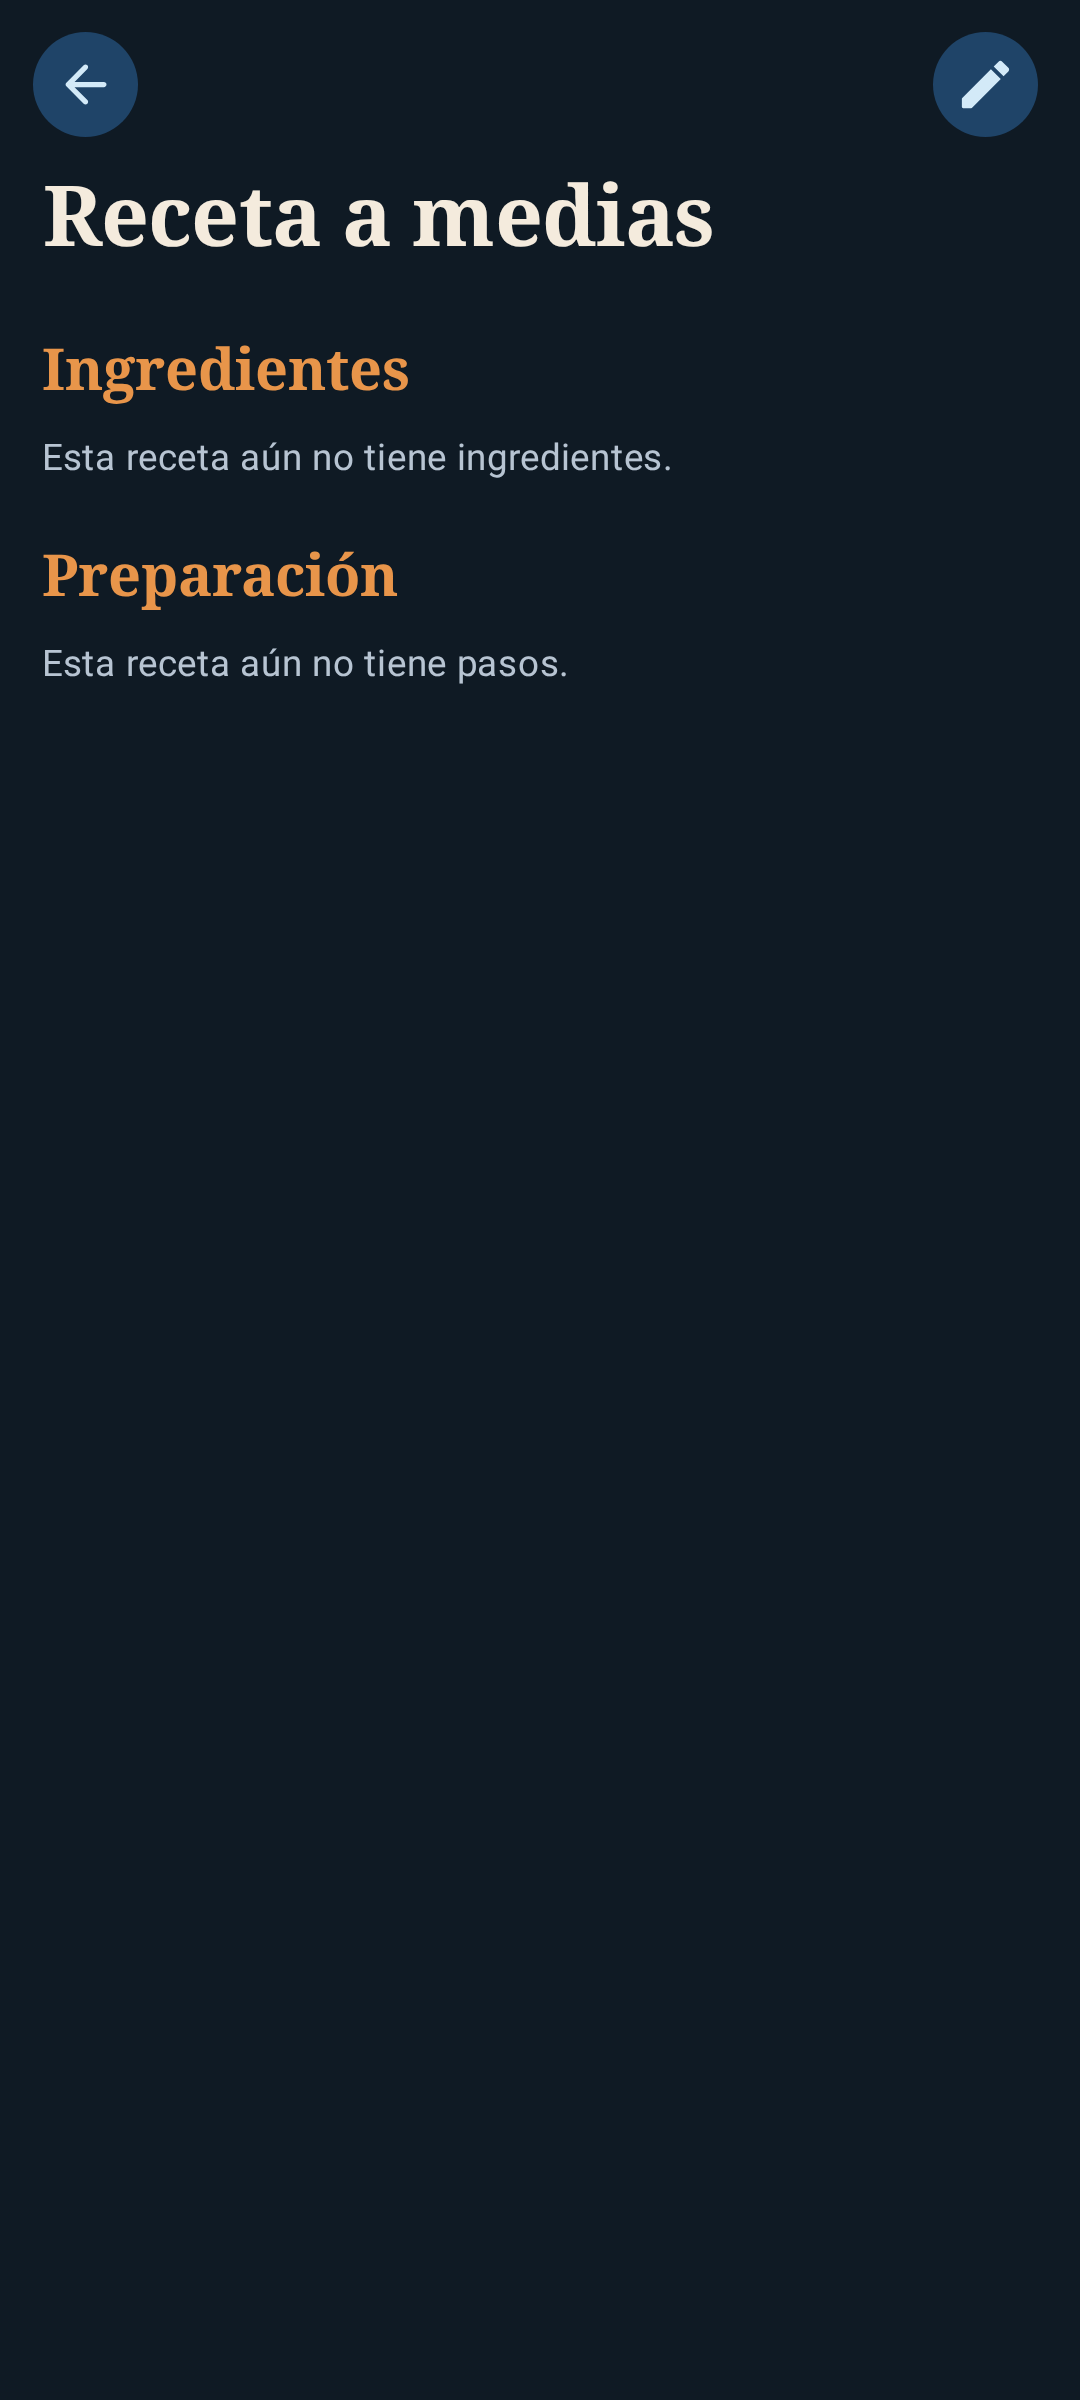 Receta a medias
Ingredientes
Esta receta aún no tiene ingredientes.
Preparación
Esta receta aún no tiene pasos.